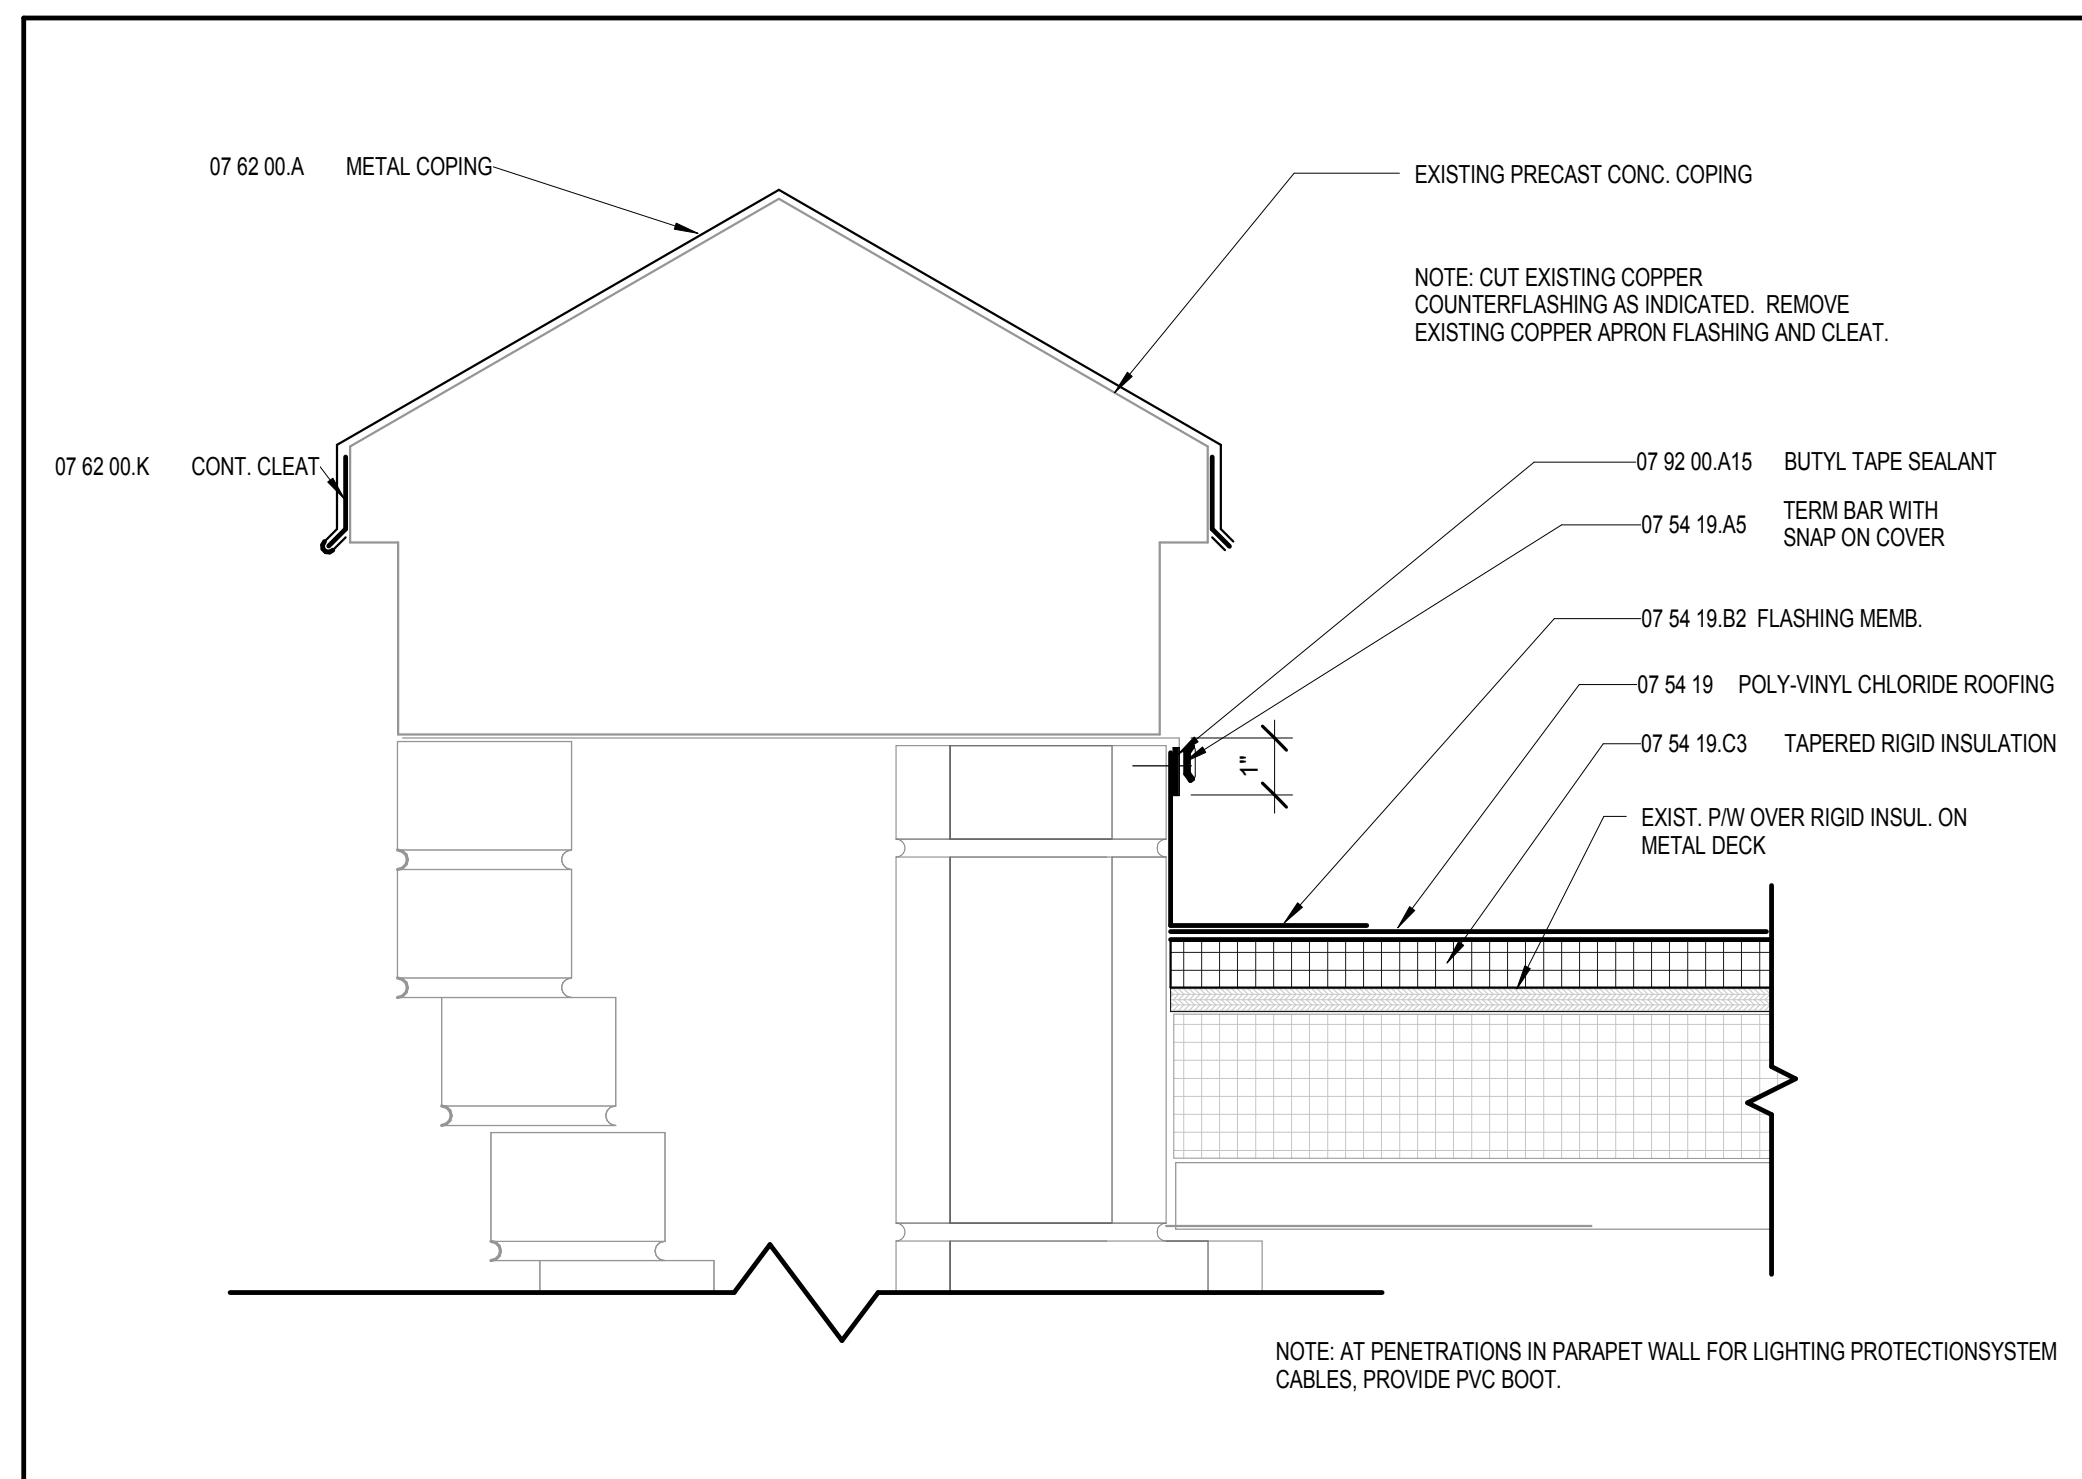 07 62 00.A METAL COPING
EXISTING PRECAST CONC. COPING
NOTE: CUT EXISTING COPPER
COUNTERFLASHING AS INDICATED. REMOVE
EXISTING COPPER APRON FLASHING AND CLEAT.
07 62 00.K CONT. CLEAT
07 92 00.A15 BUTYL TAPE SEALANT
07 54 19.A5 TERM BAR WITH
SNAP ON COVER
07 54 19.B2 FLASHING MEMB.
07 54 19 POLY-VINYL CHLORIDE ROOFING
07 54 19.C3 TAPERED RIGID INSULATION
1"
EXIST. P/W OVER RIGID INSUL. ON
METAL DECK
NOTE: AT PENETRATIONS IN PARAPET WALL FOR LIGHTING PROTECTIONSYSTEM
CABLES, PROVIDE PVC BOOT.